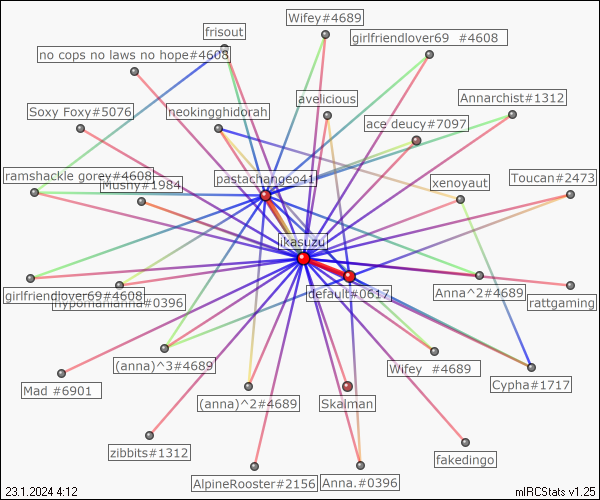 Wifey#4689
frisout
girlfriendlover69 #4608
no cops no laws no hope#4608
Annarchist#1312
avelicious
Soxy Foxy#5076
neokingghidorah
ace deucy#7097
ramshackle gorey#4608
Mushy#1984
pastachangeo41
xenoyaut
Toucan#2473
ikasuzu
girlfriendlover69#4608
#0396
default#0617
Anna^2#4689
rattgaming
(anna)^3#4689
Wifey #4689
Cypha#1717
Mad #6901
(anna)^2#4689
Skaiman
zibbits#1312
fakedingo
AlpineRooster#2156
Anna.#0396
23.1.2024 4:12
mIRCStats v1.25